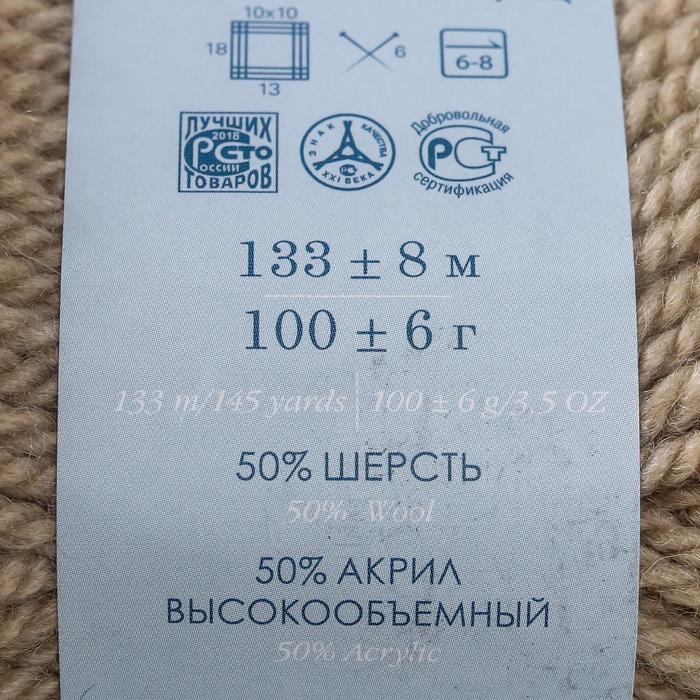 10x10
18
13
6
6-8
ЛУЧШИХ
2018
СТО
РОССИИ
ТОВАРОВ
ЗНАК КАЧЕСТВА
XXI ВЕКА
Добровольная
РСТ
сертификация
133 ± 8 м
100 ± 6 г
133 m/145 yards | 100 ± 6 g/3,5 OZ
50% ШЕРСТЬ
50% Wool
50% АКРИЛ
ВЫСОКООБЪЕМНЫЙ
50% Acrylic